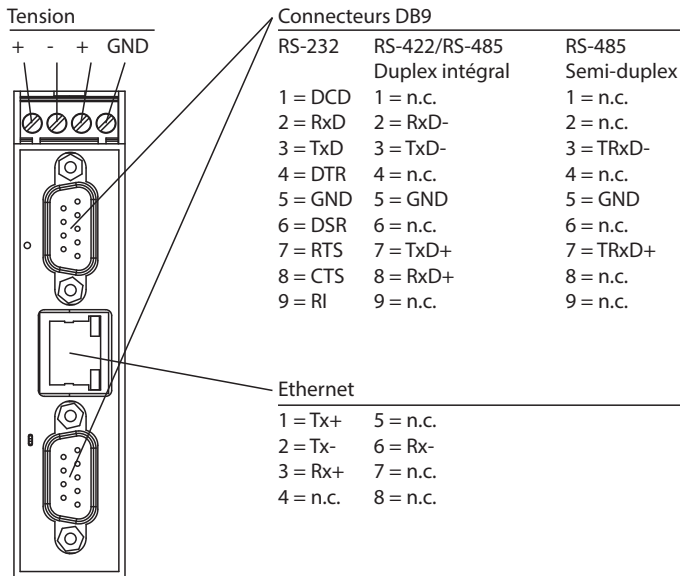 Tension
+ - + GND
Connecteurs DB9
RS-232 RS-422/RS-485 RS-485
Duplex intégral Semi-duplex
1 = DCD 1 = n.c. 1 = n.c.
2 = RxD 2 = RxD- 2 = n.c.
3 = TxD 3 = TxD- 3 = TRxD-
4 = DTR 4 = n.c. 4 = n.c.
5 = GND 5 = GND 5 = GND
6 = DSR 6 = n.c. 6 = n.c.
7 = RTS 7 = TxD+ 7 = TRxD+
8 = CTS 8 = RxD+ 8 = n.c.
9 = RI 9 = n.c. 9 = n.c.
Ethernet
1 = Tx+ 5 = n.c.
2 = Tx- 6 = Rx-
3 = Rx+ 7 = n.c.
4 = n.c. 8 = n.c.